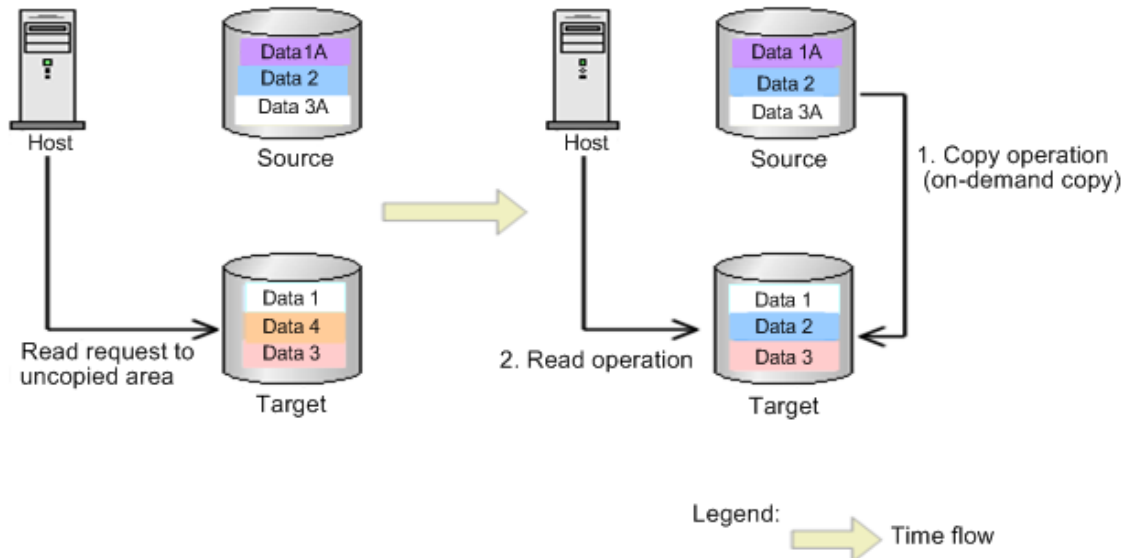 Data1A
Data 2
Data 3A
Host
Source
Data 1
Data 4
Data 3
Read request to
uncopied area
Target
Data 1A
Data 2
Data 3A
Host
Source
1. Copy operation
(on-demand copy)
Data 1
Data 2
Data 3
2. Read operation
Target
Legend:
Time flow